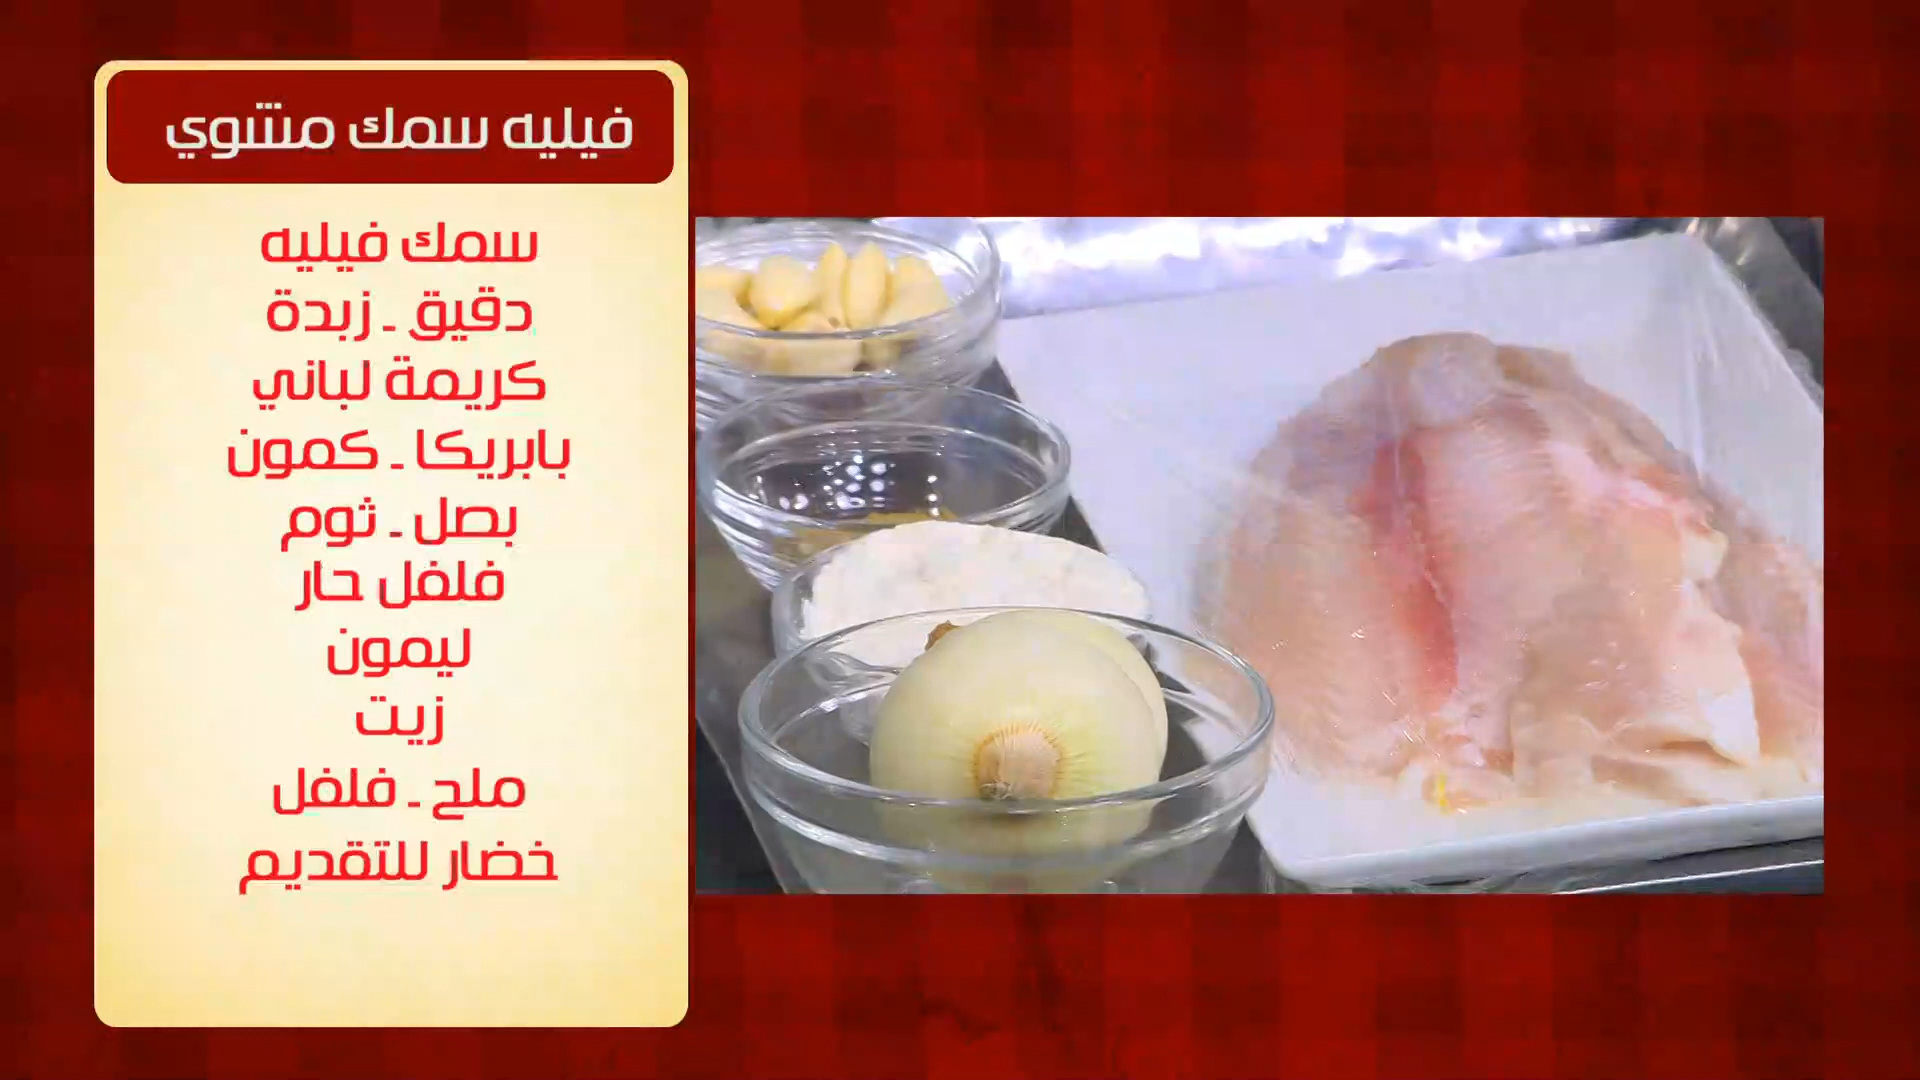 فيليه سمك مشوي
سمك فيليه
دقيق - زبدة
كريمة لباني
بابريكا - كمون
بصل - ثوم
فلفل حار
ليمون
زيت
ملح - فلفل
خضار للتقديم